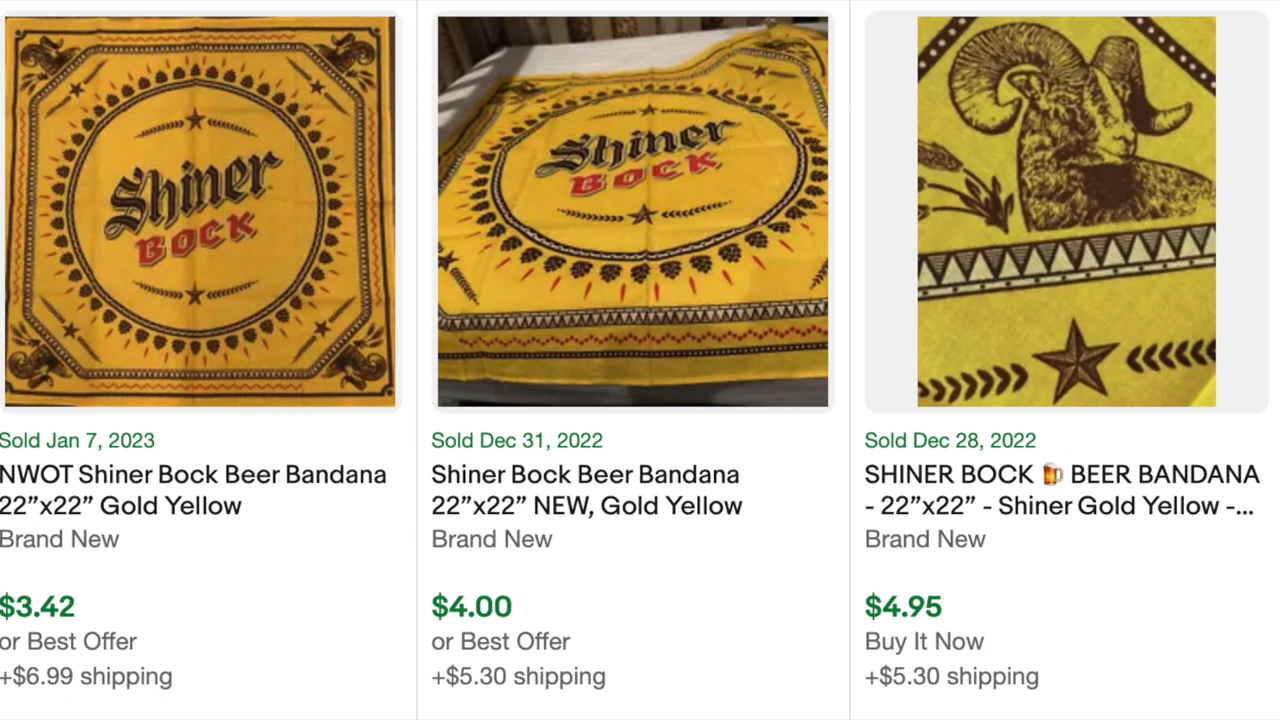 Shiner
BOCK
Sold Jan 7, 2023
NWOT Shiner Bock Beer Bandana
22”x22” Gold Yellow
Brand New
$3.42
or Best Offer
+$6.99 shipping
Shiner
BOCK
Sold Dec 31, 2022
Shiner Bock Beer Bandana
22”x22” NEW, Gold Yellow
Brand New
$4.00
or Best Offer
+$5.30 shipping
Sold Dec 28, 2022
SHINER BOCK 🍺 BEER BANDANA
- 22”x22” - Shiner Gold Yellow -...
Brand New
$4.95
Buy It Now
+$5.30 shipping